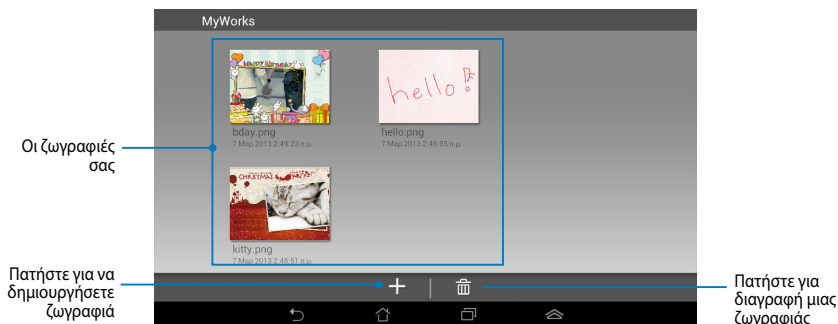 MyWorks
HAPPY BIRTHDAY
hello!
bday.png
hello.png
7 Μαρ 2013 2:49:23 π.μ.
7 Μαρ 2013 2:48:05 π.μ.
Οι ζωγραφιές
σας
CHRISTMAS
kitty.png
7 Μαρ 2013 2:48:51 π.μ.
Πατήστε για να
δημιουργήσετε
ζωγραφιά
Πατήστε για
διαγραφή μιας
ζωγραφιάς